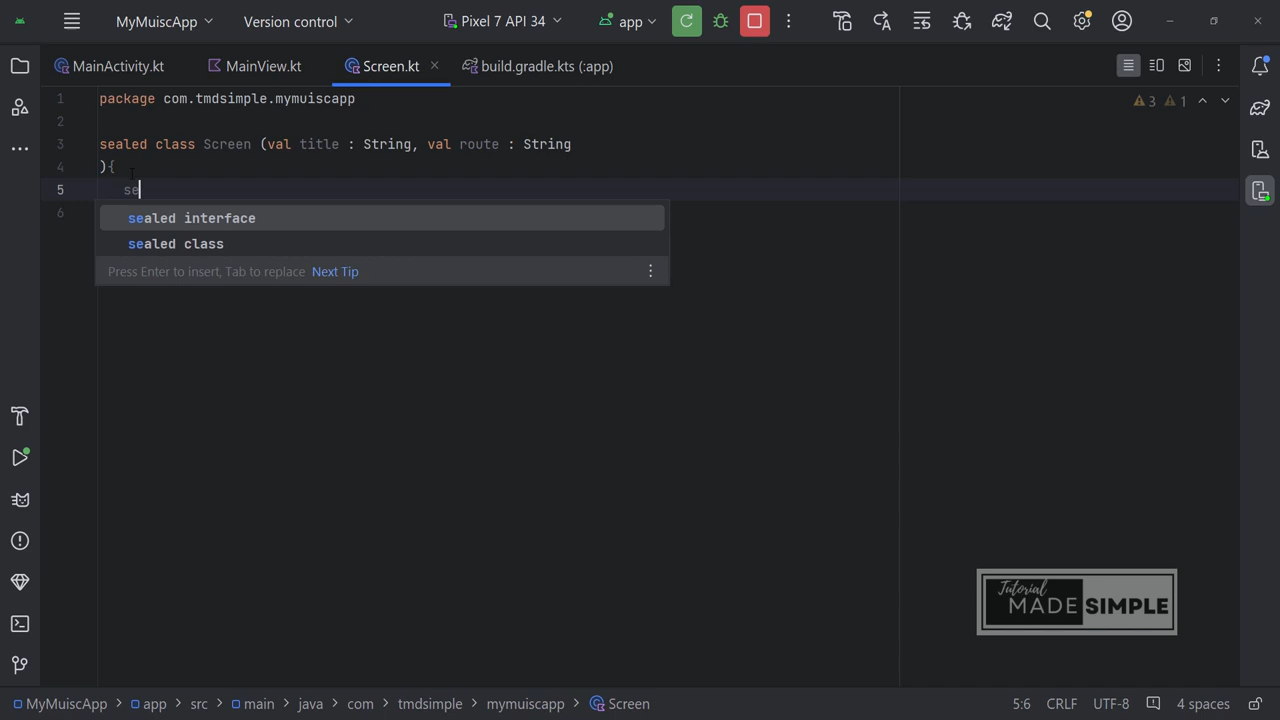 MyMuiscApp
Version control
Pixel 7 API 34
app
MainActivity.kt
MainView.kt
Screen.kt
build.gradle.kts (:app)
1 package com.tmdsimple.mymuiscapp
3 1
2
3 sealed class Screen (val title : String, val route : String
4 ){
5 se
6
sealed interface
sealed class
Press Enter to insert, Tab to replace Next Tip
Tutorial
MADE SIMPLE
MyMuiscApp > app > src > main > java > com > tmdsimple > mymuiscapp > Screen
5:6 CRLF UTF-8 4 spaces